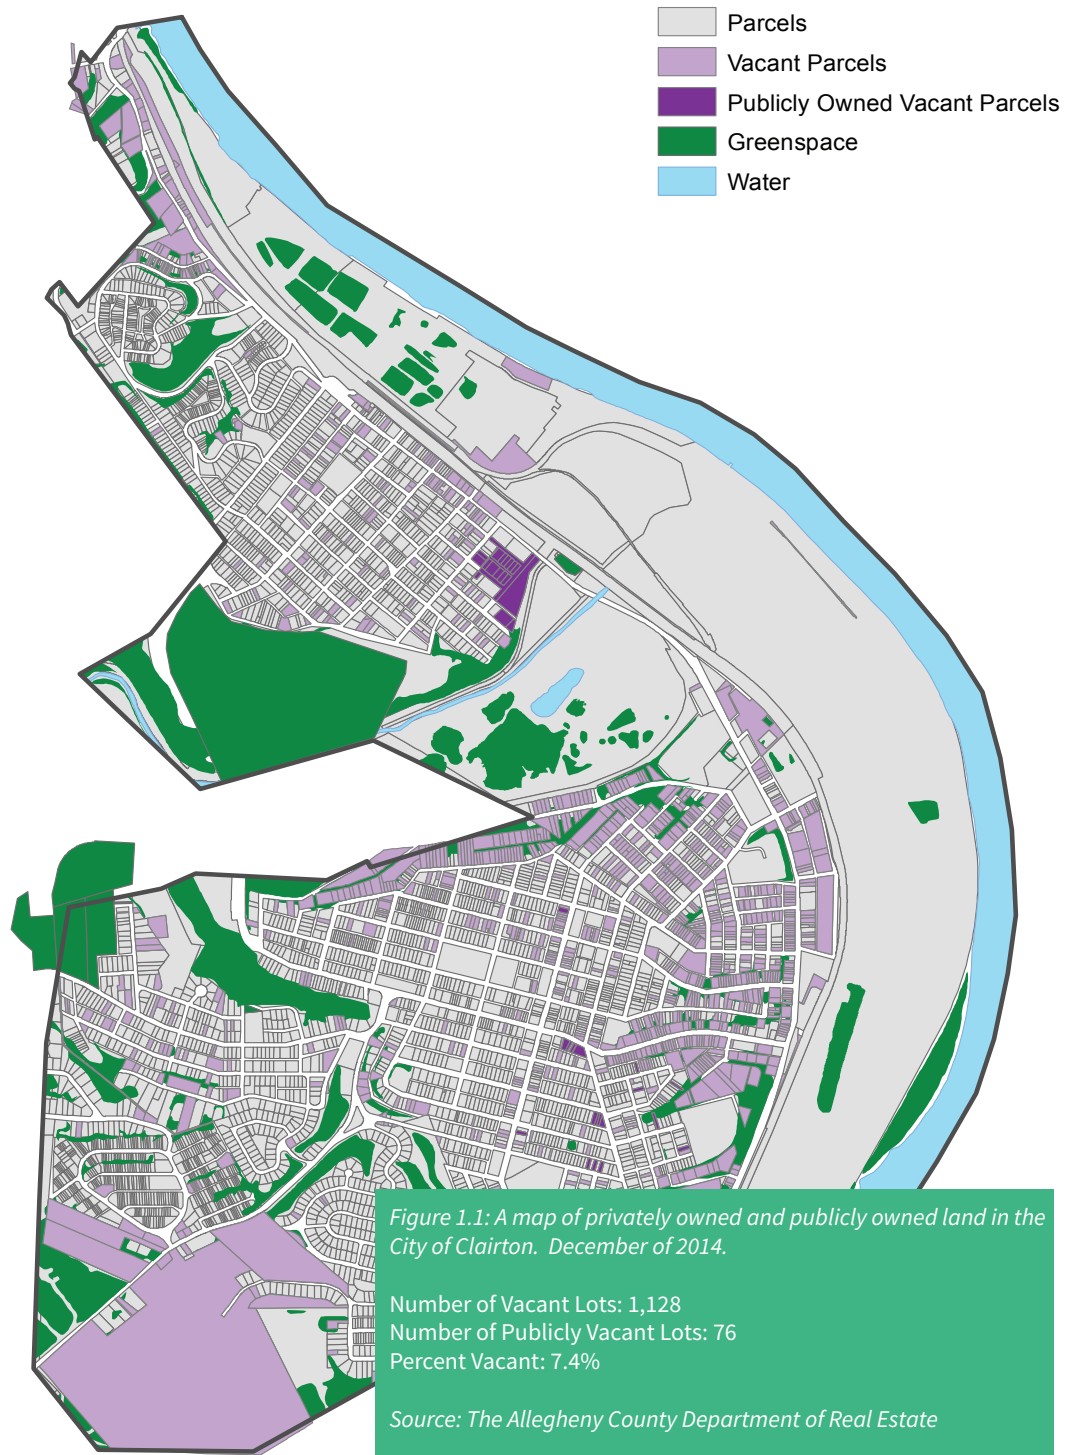 Parcels
Vacant Parcels
Publicly Owned Vacant Parcels
Greenspace
Water
Figure 1.1: A map of privately owned and publicly owned land in the
City of Clairton.  December of 2014.
Number of Vacant Lots: 1,128
Number of Publicly Vacant Lots: 76
Percent Vacant: 7.4%
Source: The Allegheny County Department of Real Estate